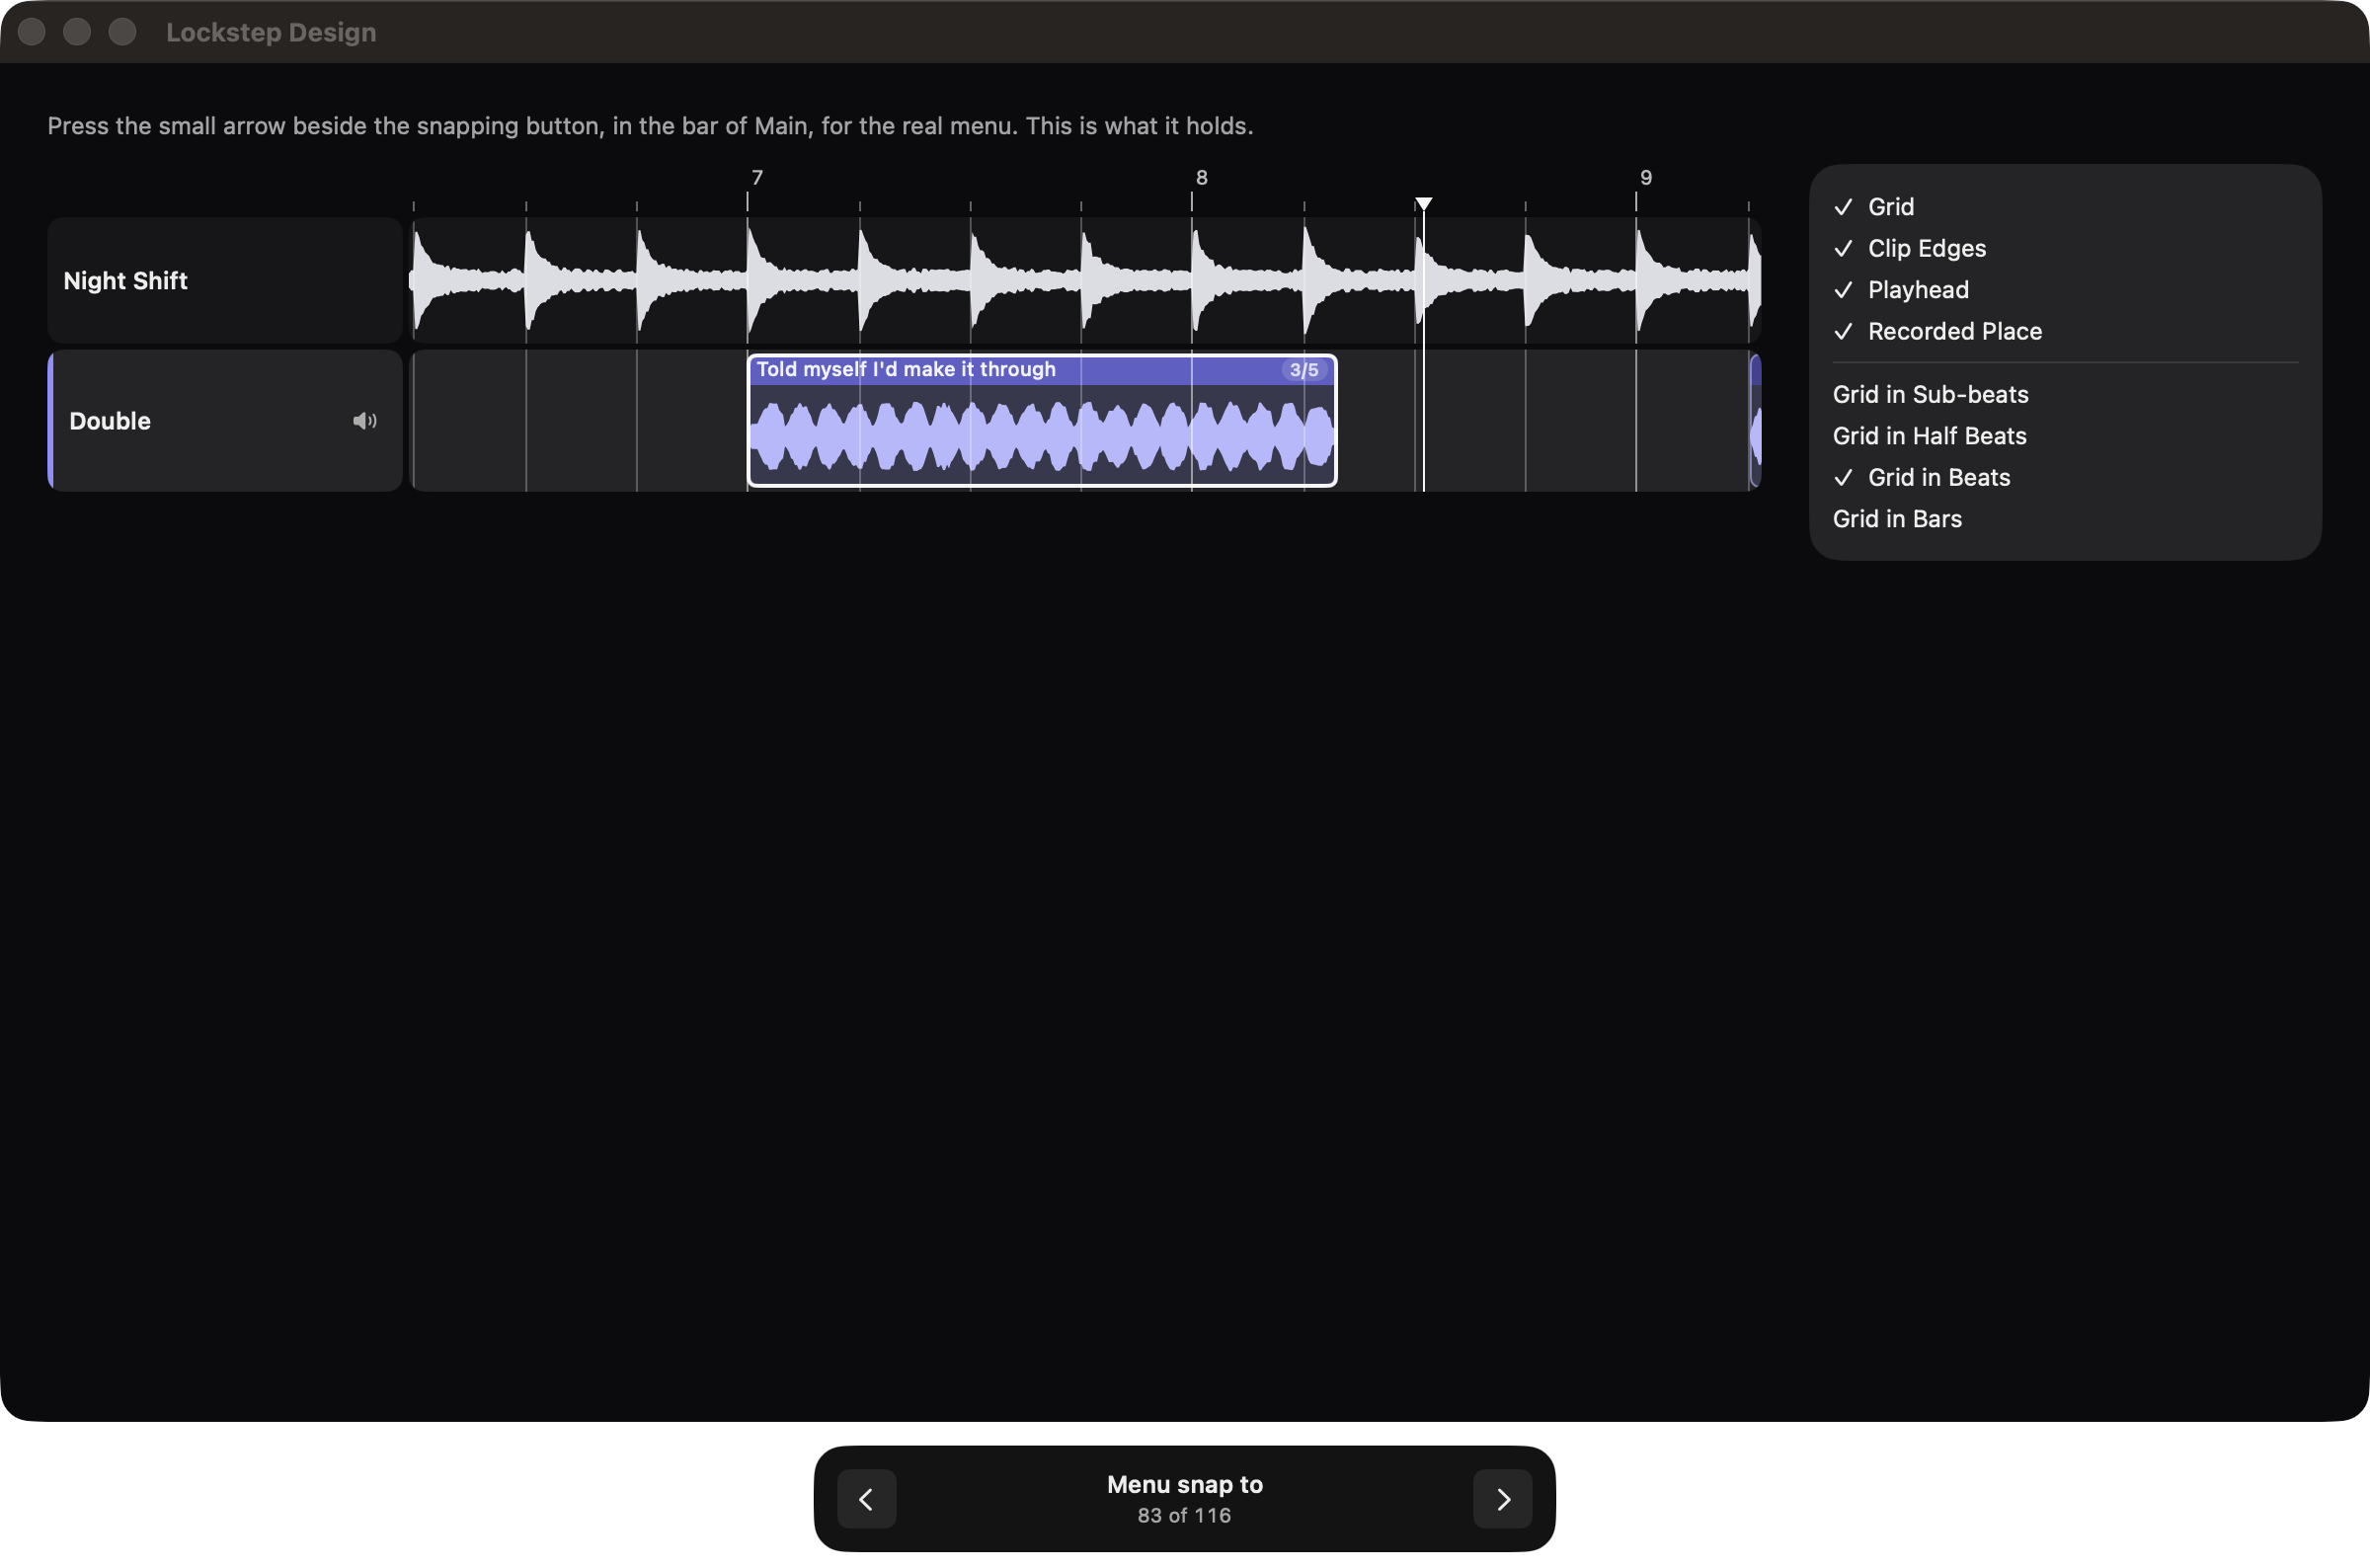 Lockstep Design
Press the small arrow beside the snapping button, in the bar of Main, for the real menu. This is what it holds.
7
8
9
Night Shift
Double
Told myself I'd make it through
3/5
Grid
Clip Edges
Playhead
Recorded Place
Grid in Sub-beats
Grid in Half Beats
Grid in Beats
Grid in Bars
Menu snap to
83 of 116